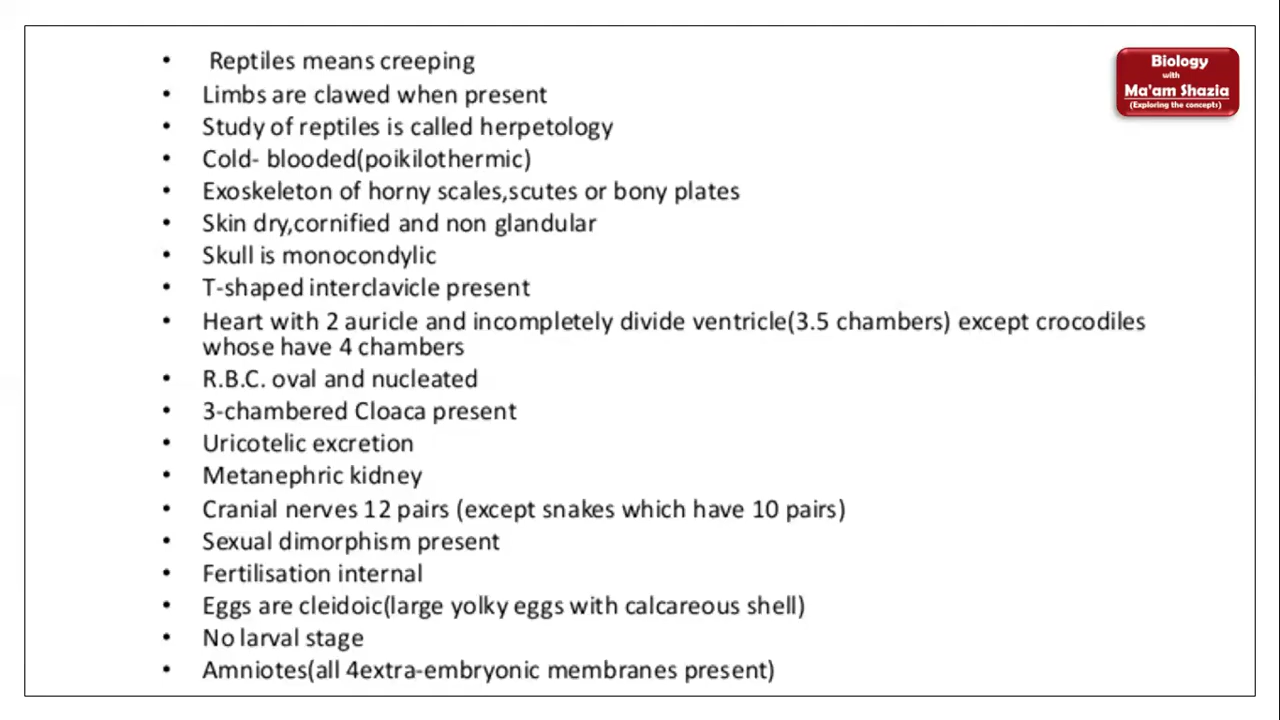 • Reptiles means creeping
• Limbs are clawed when present
• Study of reptiles is called herpetology
• Cold- blooded(poikilothermic)
• Exoskeleton of horny scales,scutes or bony plates
• Skin dry,cornified and non glandular
• Skull is monocondylic
• T-shaped interclavicle present
• Heart with 2 auricle and incompletely divide ventricle(3.5 chambers) except crocodiles
whose have 4 chambers
• R.B.C. oval and nucleated
• 3-chambered Cloaca present
• Uricotelic excretion
• Metanephric kidney
• Cranial nerves 12 pairs (except snakes which have 10 pairs)
• Sexual dimorphism present
• Fertilisation internal
• Eggs are cleidoic(large yolky eggs with calcareous shell)
• No larval stage
• Amniotes(all 4extra-embryonic membranes present)
Biology
with
Ma'am Shazia
(Exploring the concepts)